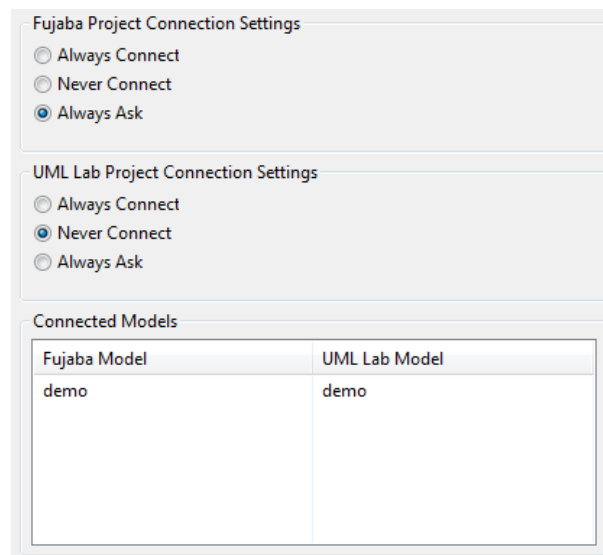 Fujaba Project Connection Settings
Always Connect
Never Connect
Always Ask
UML Lab Project Connection Settings
Always Connect
Never Connect
Always Ask
Connected Models
Fujaba Model UML Lab Model
demo demo